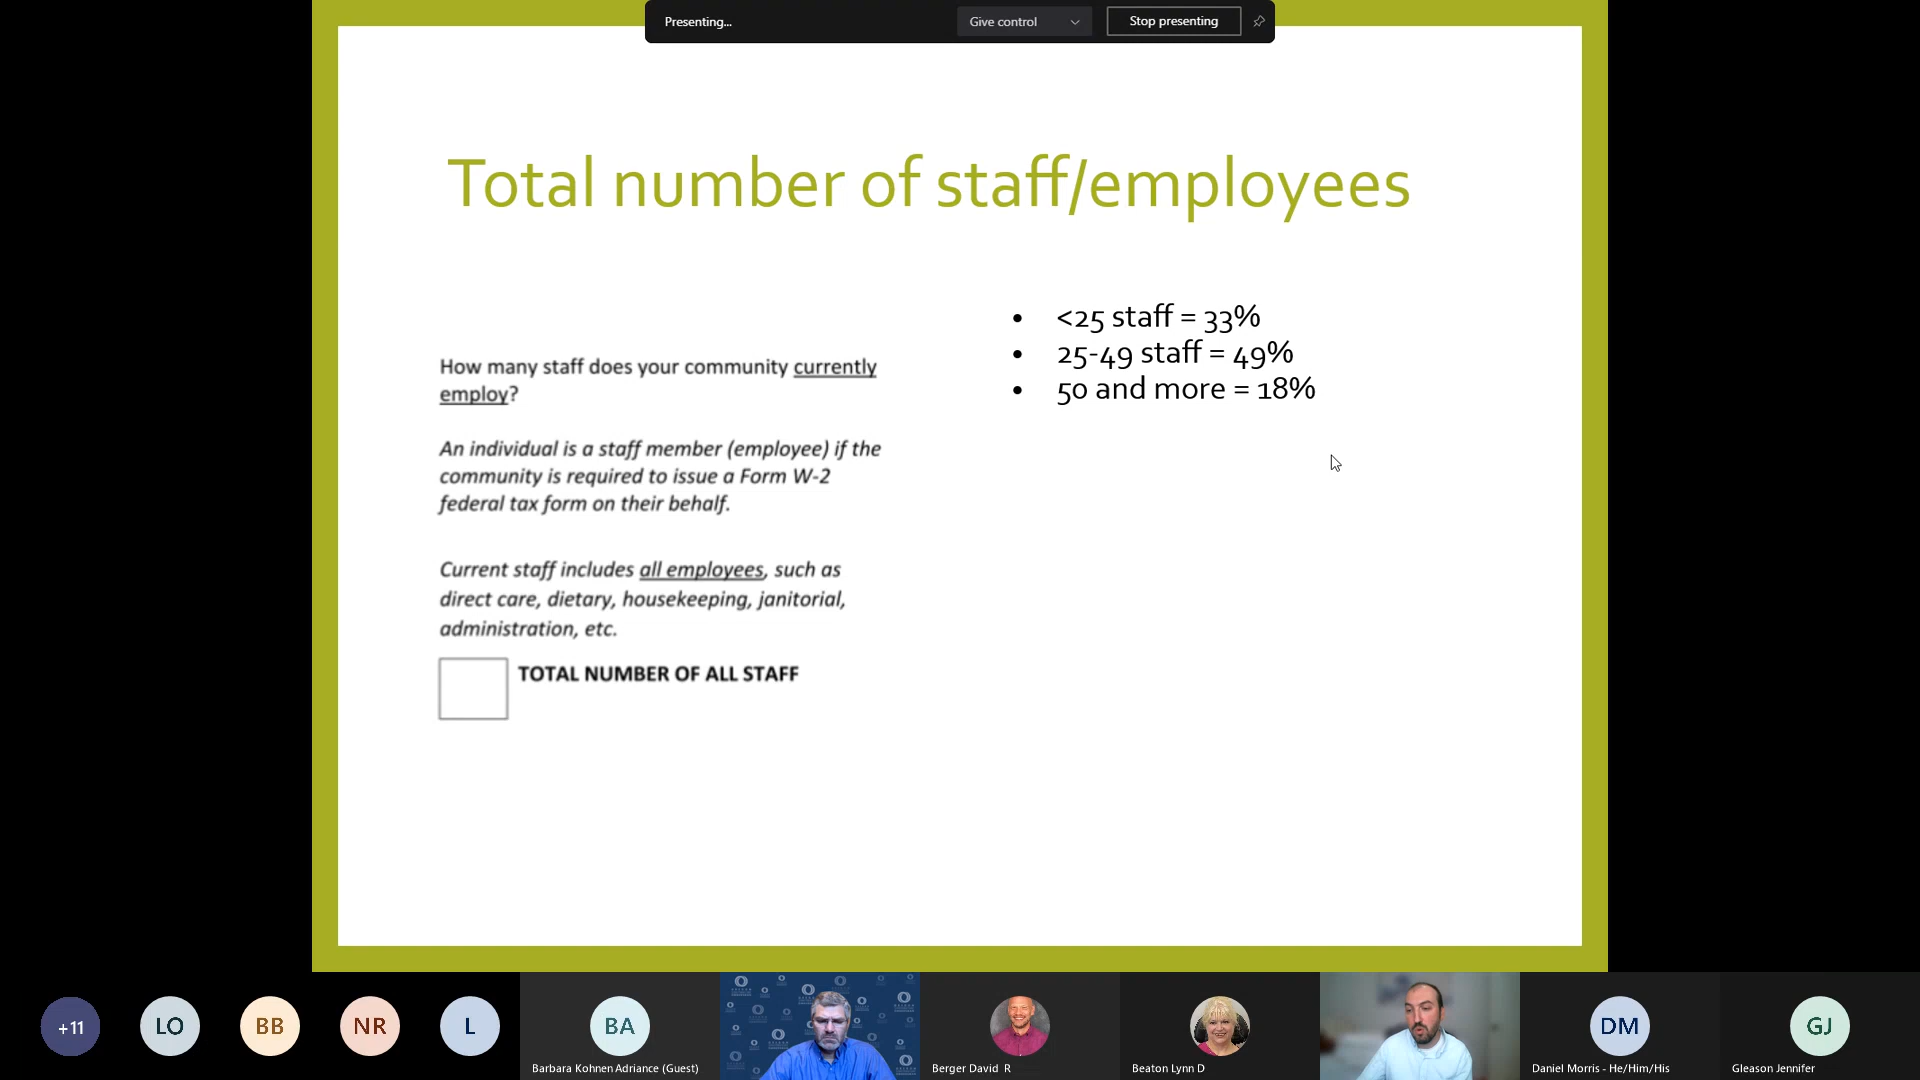 Presenting...
Give control
Stop presenting
Total number of staff/employees
How many staff does your community currently
employ?
An individual is a staff member (employee) if the
community is required to issue a Form W-2
federal tax form on their behalf.
Current staff includes all employees, such as
direct care, dietary, housekeeping, janitorial,
administration, etc.
TOTAL NUMBER OF ALL STAFF
• <25 staff = 33%
• 25-49 staff = 49%
• 50 and more = 18%
+11
LO
BB
NR
L
BA
Barbara Kohnen Adriance (Guest)
Berger David R
Beaton Lynn D
DM
Daniel Morris - He/Him/His
GJ
Gleason Jennifer